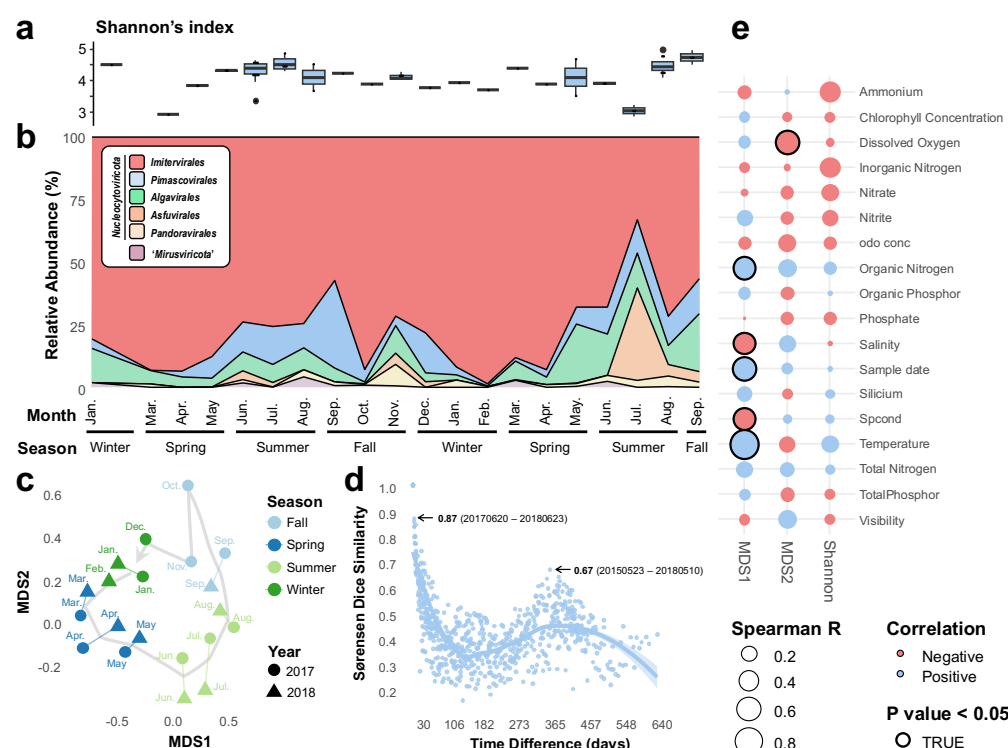 a
Shannon's index
5
4
3
b
Relative Abundance (%)
100
75
50
25
0
Nucleocytoviricota
Imitervirales
Pimascovirales
Algavirales
Asfuvirales
Pandoravirales
'Mirusviricota'
Month
Jan. Mar. Apr. May Jun. Jul. Aug. Sep. Oct. Nov. Dec. Jan. Feb. Mar. Apr. May. Jun. Jul. Aug. Sep.
Season
Winter Spring Summer Fall Winter Spring Summer Fall
c
MDS2
0.6
0.4
0.2
0.0
-0.2
Oct.
Dec.
Sep.
Jan.
Nov.
Feb.
Jan.
Mar.
Sep.
Mar.
Apr.
Aug.
May
Aug.
Apr.
Jul.
May
Jun.
Jun.
Jul.
-0.5 0.0 0.5
MDS1
Season
Fall
Spring
Summer
Winter
Year
2017
2018
d
Sørensen Dice Similarity
1.0
0.9
0.8
0.7
0.6
0.5
0.4
0.3
0.2
0.87 (20170620 – 20180623)
0.67 (20150523 – 20180510)
30 106 182 273 365 457 548 640
Time Difference (days)
e
Ammonium
Chlorophyll Concentration
Dissolved Oxygen
Inorganic Nitrogen
Nitrate
Nitrite
odo conc
Organic Nitrogen
Organic Phosphor
Phosphate
Salinity
Sample date
Silicium
Spcond
Temperature
Total Nitrogen
TotalPhosphor
Visibility
MDS1
MDS2
Shannon
Spearman R
0.2
0.4
0.6
0.8
Correlation
Negative
Positive
P value < 0.05
TRUE